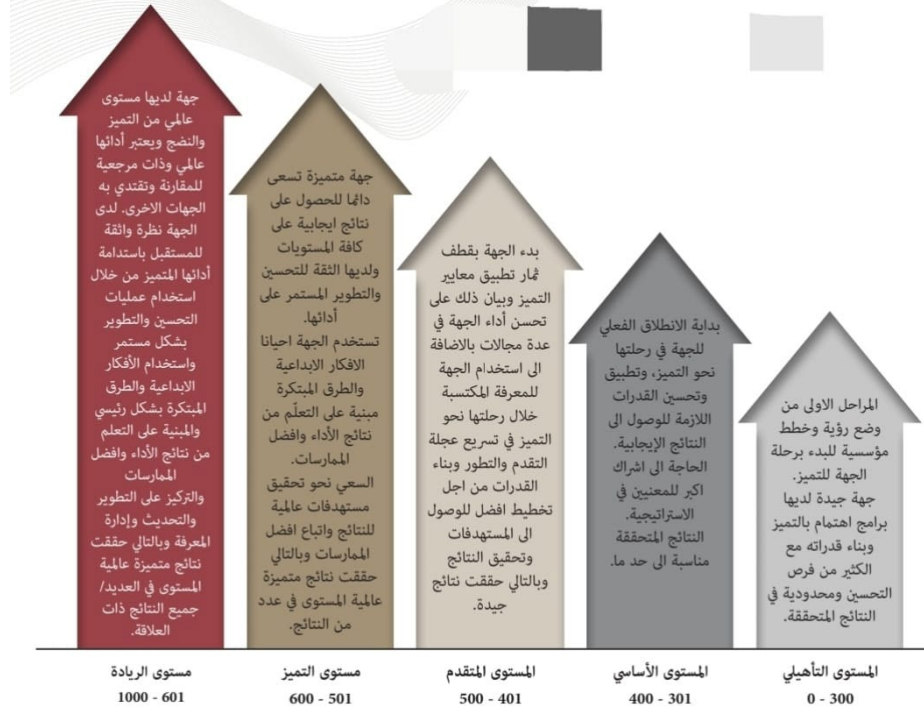 المراحل الاولى من
وضع رؤية وخطط
مؤسسية للبدء برحلة
الجهة للتميز.
جهة جيدة لديها
برامج اهتمام بالتميز
وبناء قدراته مع
الكثير من فرص
التحسين ومحدودية في
النتائج المتحققة.
المستوى التأهيلي
0 - 300
بداية الانطلاق الفعلي
للجهة في رحلتها
نحو التميز، وتطبيق
وتحسين القدرات
اللازمة للوصول الى
النتائج الإيجابية.
الحاجة الى اشراك
اكبر للمعنيين في
الاستراتيجية.
النتائج المتحققة
مناسبة الى حد ما.
المستوى الأساسي
301 - 400
بدء الجهة بقطف
ثمار تطبيق معايير
التميز وبيان ذلك على
تحسن أداء الجهة في
عدة مجالات بالاضافة
الى استخدام الجهة
للمعرفة المكتسبة
خلال رحلتها نحو
التميز في تسريع عجلة
التقدم والتطور وبناء
القدرات من اجل
تخطيط افضل للوصول
الى المستهدفات
وتحقيق النتائج
وبالتالي حققت نتائج
جيدة.
المستوى المتقدم
401 - 500
جهة متميزة تسعى
دائما للحصول على
نتائج ايجابية على
كافة المستويات
ولديها الثقة للتحسين
والتطوير المستمر على
أدائها.
تستخدم الجهة احيانا
الافكار الابداعية
والطرق المبتكرة
مبنية على التعلّم من
نتائج الأداء وافضل
الممارسات.
السعي نحو تحقيق
مستهدفات عالمية
للنتائج واتباع افضل
الممارسات وبالتالي
حققت نتائج متميزة
عالمية المستوى في عدد
من النتائج.
مستوى التميز
501 - 600
جهة لديها مستوى
عالمي من التميز
والنضج ويعتبر أدائها
عالمي وذات مرجعية
للمقارنة وتقتدي به
الجهات الاخرى. لدى
الجهة نظرة واثقة
للمستقبل باستدامة
أدائها المتميز من خلال
استخدام عمليات
التحسين والتطوير
بشكل مستمر
واستخدام الأفكار
الابداعية والطرق
المبتكرة بشكل رئيسي
والمبنية على التعلم
من نتائج الأداء وافضل
الممارسات
والتركيز على التطوير
والتحديث وإدارة
المعرفة وبالتالي حققت
نتائج متميزة عالمية
المستوى في العديد/
جميع النتائج ذات
العلاقة.
مستوى الريادة
601 - 1000